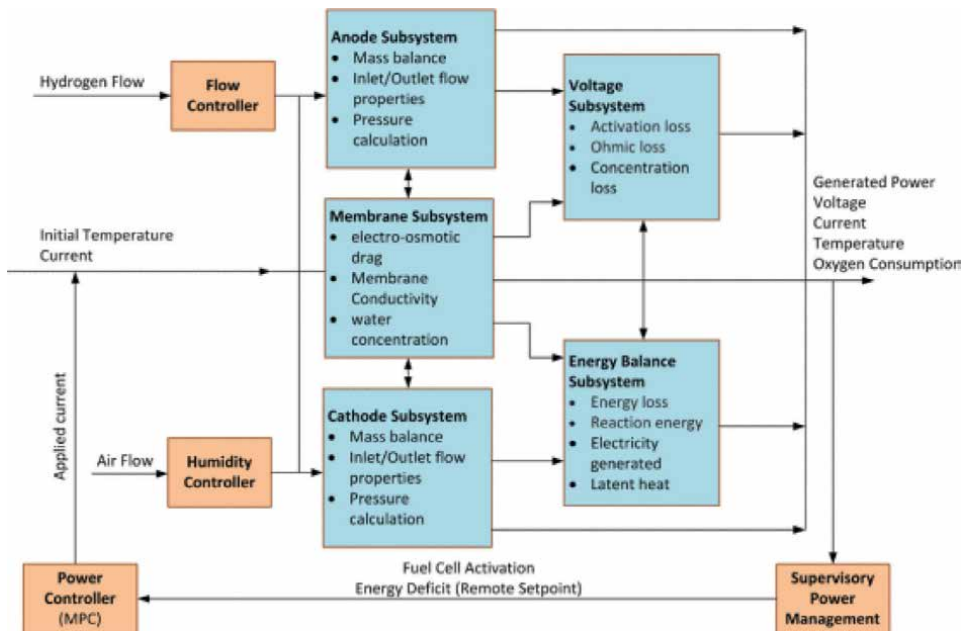 Anode Subsystem
● Mass balance
● Inlet/Outlet flow
properties
● Pressure
calculation
Hydrogen Flow
Flow
Controller
Voltage
Subsystem
● Activation loss
● Ohmic loss
● Concentration
loss
Membrane Subsystem
● electro-osmotic
drag
● Membrane
Conductivity
● water
concentration
Initial Temperature
Current
Generated Power
Voltage
Current
Temperature
Oxygen Consumption
Energy Balance
Subsystem
● Energy loss
● Reaction energy
● Electricity
generated
● Latent heat
Cathode Subsystem
● Mass balance
● Inlet/Outlet flow
properties
● Pressure
calculation
Applied current
Air Flow
Humidity
Controller
Fuel Cell Activation
Energy Deficit (Remote Setpoint)
Power
Controller
(MPC)
Supervisory
Power
Management